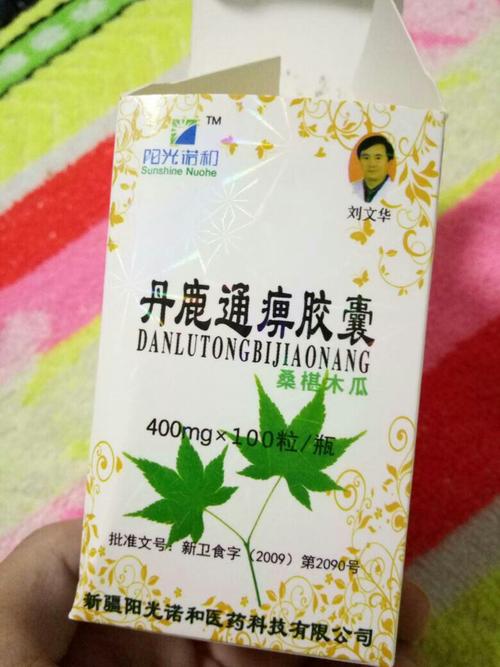 TM
阳光诺和
Sunshine Nuohe
刘文华
丹鹿通痹胶囊
DANLUTONGBIJIAONANG
桑椹木瓜
400mg×100粒/瓶
批准文号：新卫食字（2009）第2090号
新疆阳光诺和医药科技有限公司